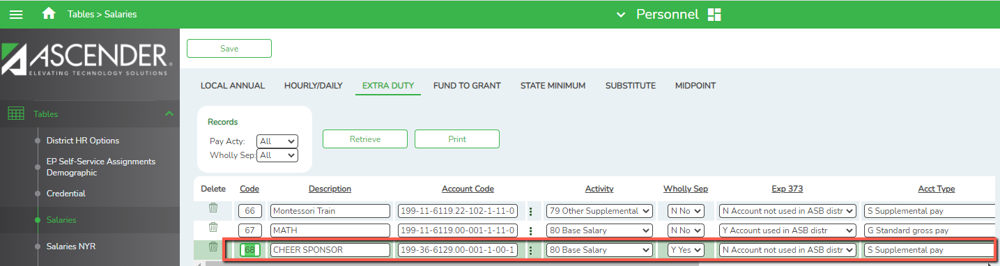 Tables > Salaries
Personnel
ASCENDER®
ELEVATING TECHNOLOGY SOLUTIONS
Tables
District HR Options
EP Self-Service Assignments
Demographic
Credential
Salaries
Salaries NYR
Save
LOCAL ANNUAL HOURLY/DAILY EXTRA DUTY FUND TO GRANT STATE MINIMUM SUBSTITUTE MIDPOINT
Records
Pay Acty: All
Wholly Sep: All
Retrieve Print
Delete Code Description Account Code Activity Wholly Sep Exp 373 Acct Type
66 Montessori Train 199-11-6119.22-102-1-11-0 79 Other Supplemental N No N Account not used in ASB distr S Supplemental pay
67 MATH 199-11-6119.00-001-1-11-0 80 Base Salary N No Y Account used in ASB distr G Standard gross pay
68 CHEER SPONSOR 199-36-6129.00-001-1-00-1 80 Base Salary Y Yes N Account not used in ASB distr S Supplemental pay